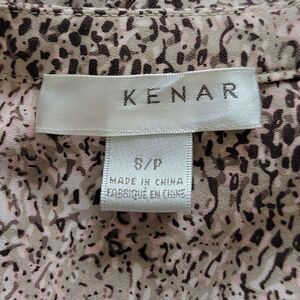 KENAR
S/P
MADE IN CHINA
FABRIQUÉ EN CHINE